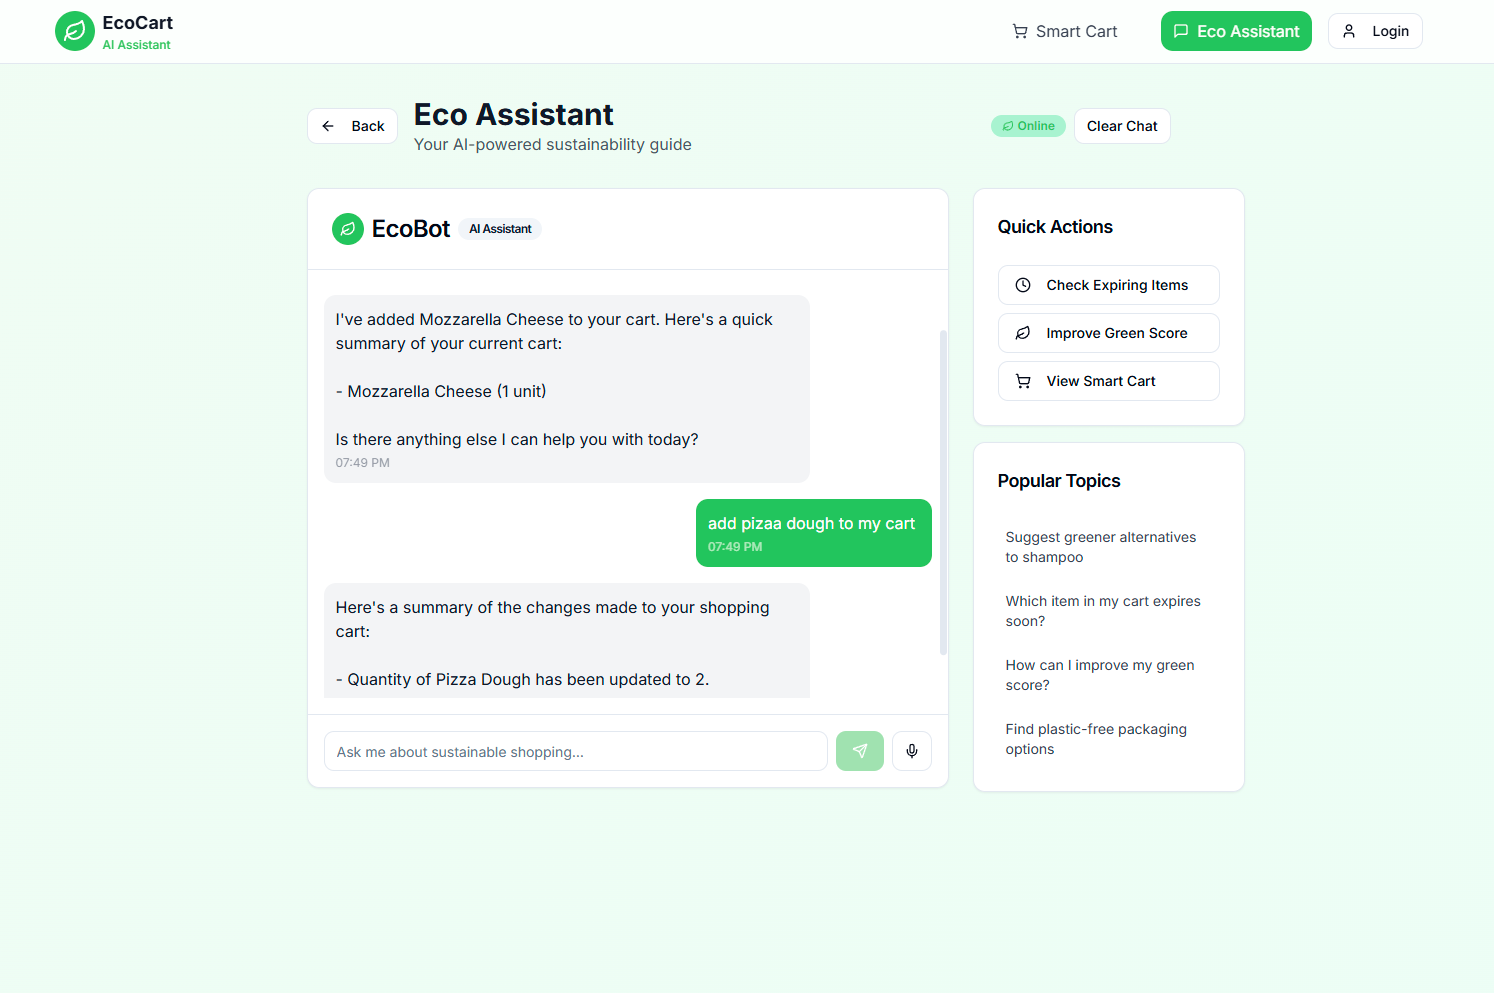 EcoCart
AI Assistant
Smart Cart
Eco Assistant
Login
Back
Eco Assistant
Your AI-powered sustainability guide
Online
Clear Chat
EcoBot
AI Assistant
I've added Mozzarella Cheese to your cart. Here's a quick
summary of your current cart:
- Mozzarella Cheese (1 unit)
Is there anything else I can help you with today?
07:49 PM
add pizaa dough to my cart
07:49 PM
Here's a summary of the changes made to your shopping
cart:
- Quantity of Pizza Dough has been updated to 2.
Ask me about sustainable shopping...
Quick Actions
Check Expiring Items
Improve Green Score
View Smart Cart
Popular Topics
Suggest greener alternatives
to shampoo
Which item in my cart expires
soon?
How can I improve my green
score?
Find plastic-free packaging
options